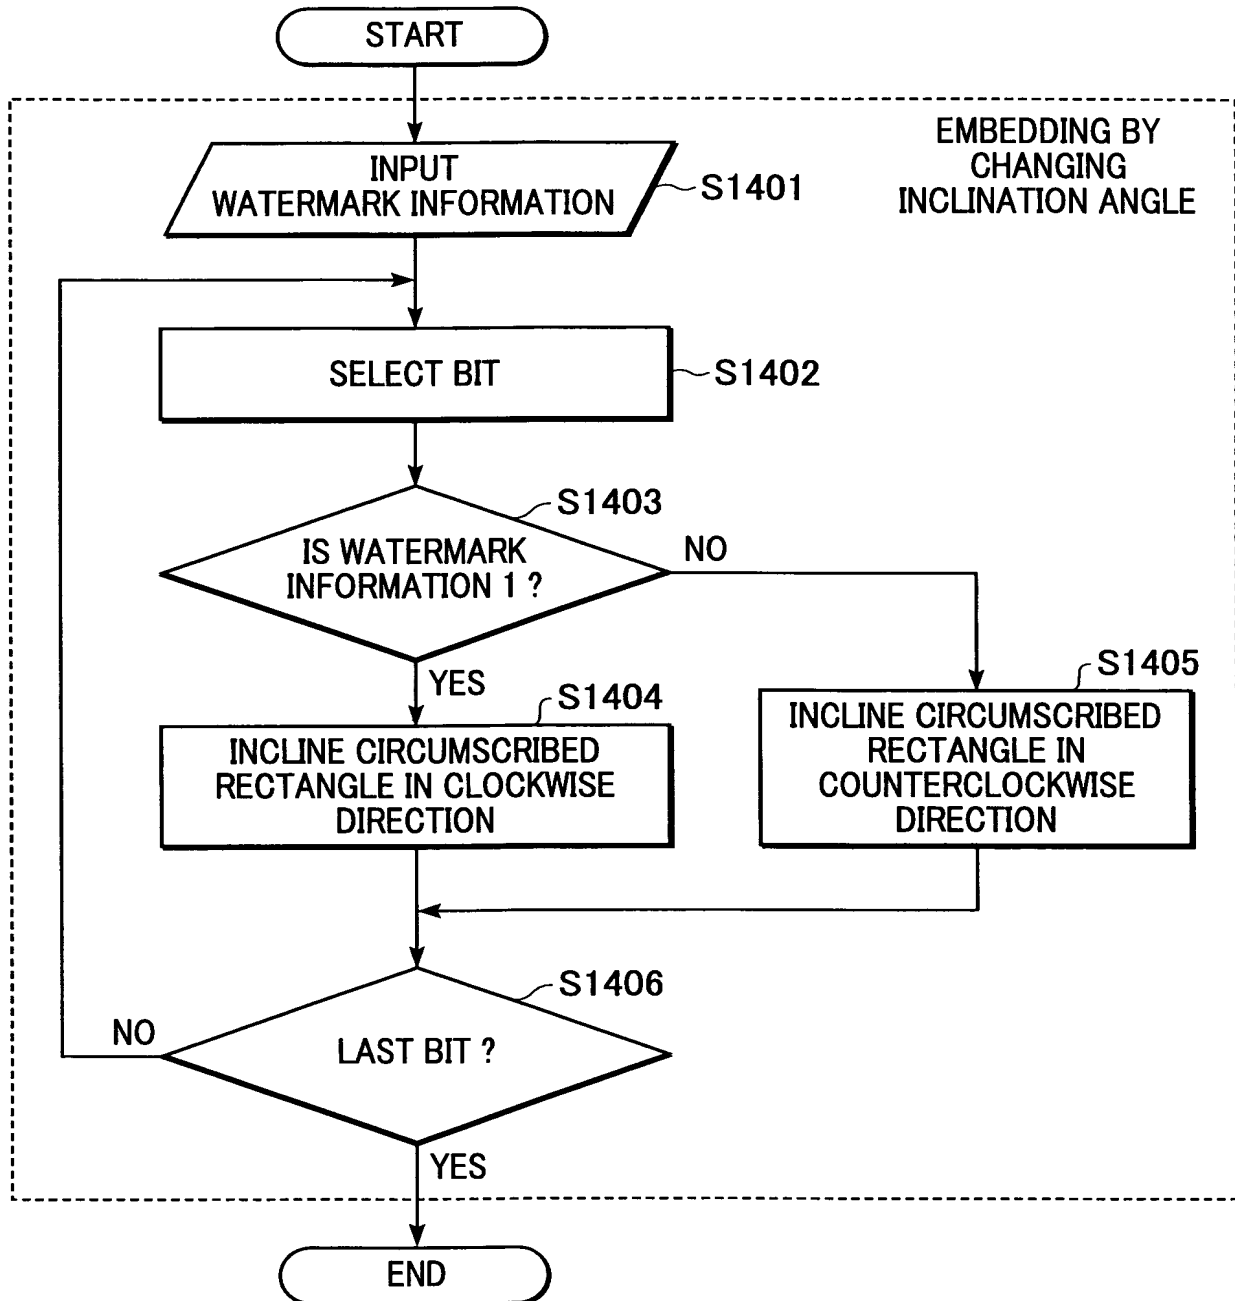 START
EMBEDDING BY
CHANGING
INCLINATION ANGLE
INPUT
WATERMARK INFORMATION
S1401
SELECT BIT
S1402
S1403
IS WATERMARK
INFORMATION 1 ?
NO
YES
S1404
INCLINE CIRCUMSCRIBED
RECTANGLE IN CLOCKWISE
DIRECTION
S1405
INCLINE CIRCUMSCRIBED
RECTANGLE IN
COUNTERCLOCKWISE
DIRECTION
S1406
LAST BIT ?
NO
YES
END